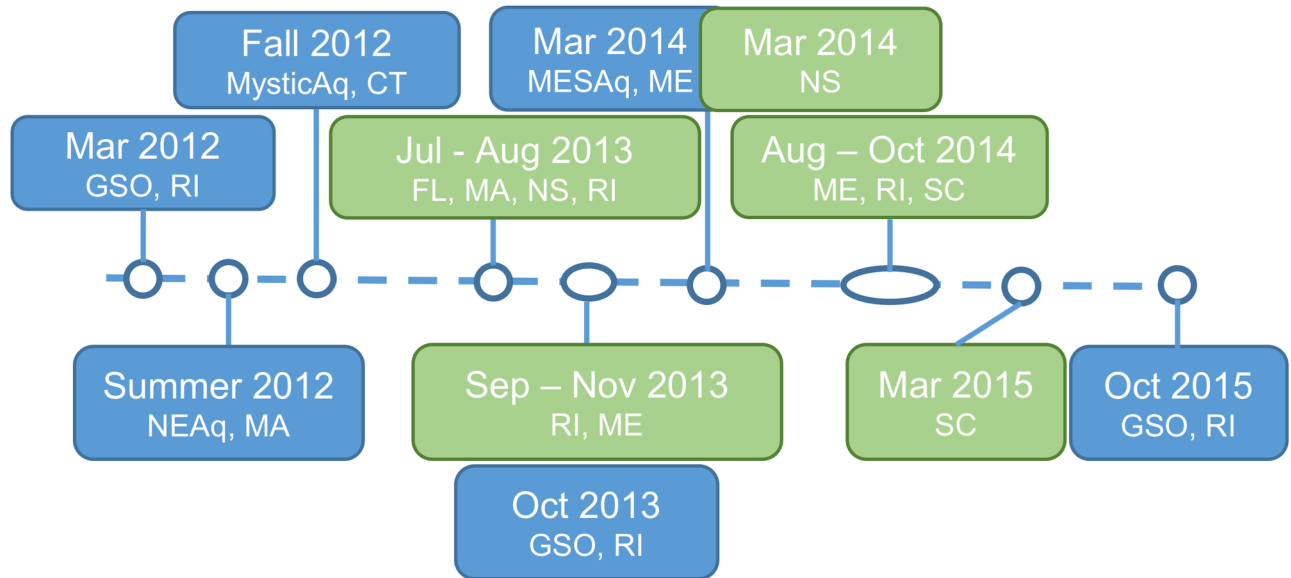 Fall 2012
MysticAq, CT
Mar 2014
MESAq, ME
Mar 2014
NS
Mar 2012
GSO, RI
Jul - Aug 2013
FL, MA, NS, RI
Aug – Oct 2014
ME, RI, SC
Summer 2012
NEAq, MA
Sep – Nov 2013
RI, ME
Mar 2015
SC
Oct 2015
GSO, RI
Oct 2013
GSO, RI